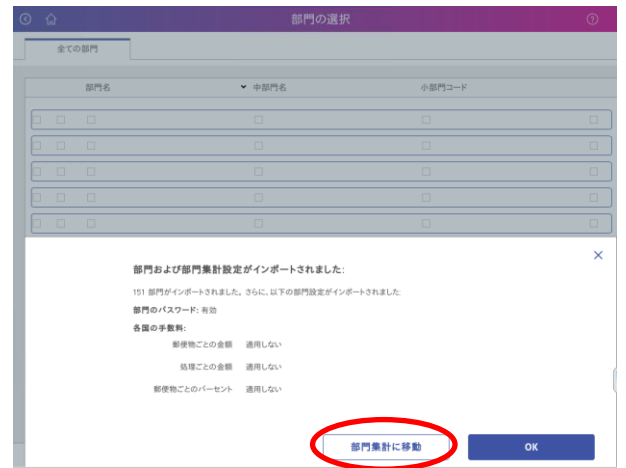 部門の選択
全ての部門
部門名 中部門名 小部門コード
部門および部門集計設定がインポートされました:
151 部門がインポートされました。さらに、以下の部門設定がインポートされました:
部門のパスワード: 有効
各国の手数料:
郵便物ごとの金額 適用しない
処理ごとの金額 適用しない
郵便物ごとのパーセント 適用しない
部門集計に移動 OK